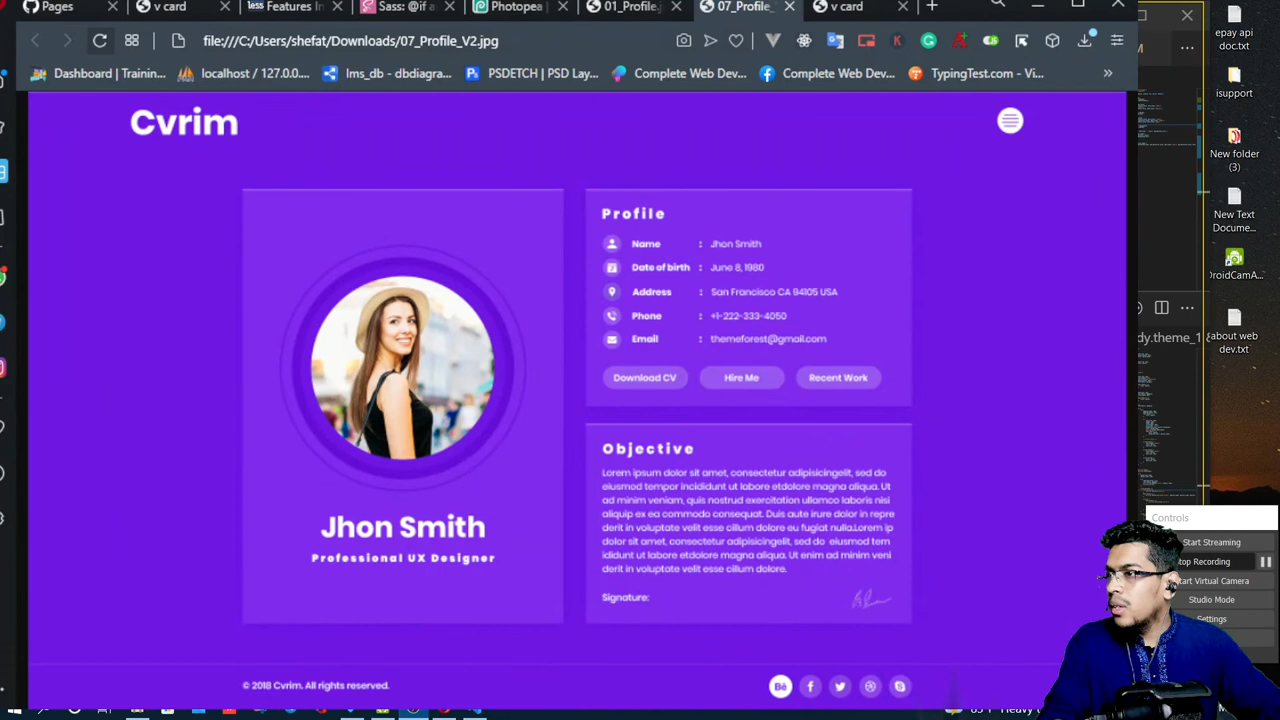 Pages
v card
Features In
Sass: @if a
Photopea
01_Profile.j
07_Profile_
v card
file:///C:/Users/shefat/Downloads/07_Profile_V2.jpg
Dashboard | Trainin...
localhost / 127.0.0....
lms_db - dbdiagra...
PSDETCH | PSD Lay...
Complete Web Dev...
Complete Web Dev...
TypingTest.com - Vi...
Cvrim
Jhon Smith
Professional UX Designer
Profile
Name : Jhon Smith
Date of birth : June 8, 1980
Address : San Francisco CA 94105 USA
Phone : +1-222-333-4050
Email : themeforest@gmail.com
Download CV
Hire Me
Recent Work
Objective
Lorem ipsum dolor sit amet, consectetur adipisicingelit, sed do
eiusmod tempor incididunt ut labore etdolore magna aliqua. Ut
ad minim veniam, quis nostrud exercitation ullamco laboris nisi
aliquip ex ea commodo consequat. Duis aute irure dolor in repre
derit in voluptate velit esse cillum dolore eu fugiat nulla.Lorem ip
dolor sit amet, consectetur adipisicingelit, sed do eiusmod tem
ididunt ut labore etdolore magna aliqua. Ut enim ad minim veni
derit in voluptate velit esse cillum dolore.
Signature:
© 2018 Cvrim. All rights reserved.
Bē
epay api
doc.txt
isupport
New folder
(3)
New Text
Docume...
DroidCamA...
about web
dev.txt
dy.theme_1
Controls
Start Streaming
top Recording
tart Virtual Camera
Studio Mode
Settings